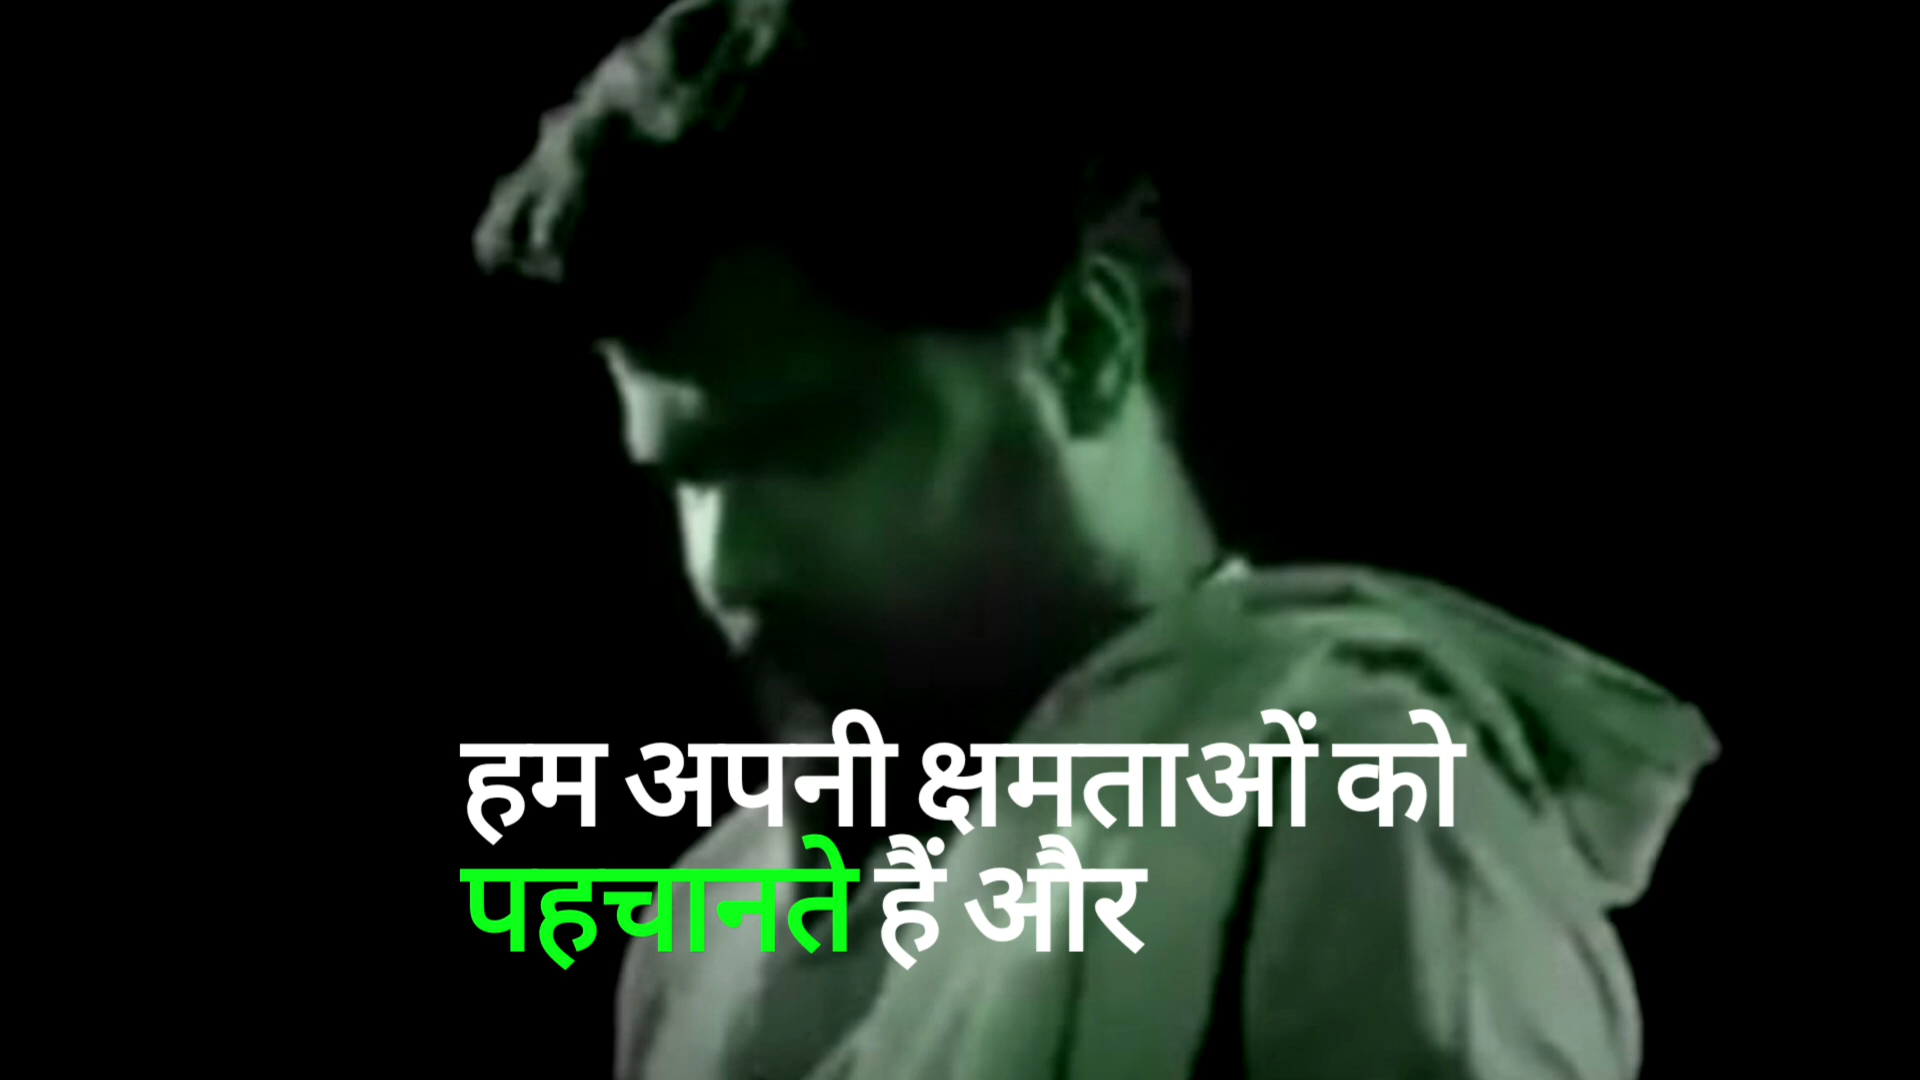 हम अपनी क्षमताओं को
पहचानते हैं और